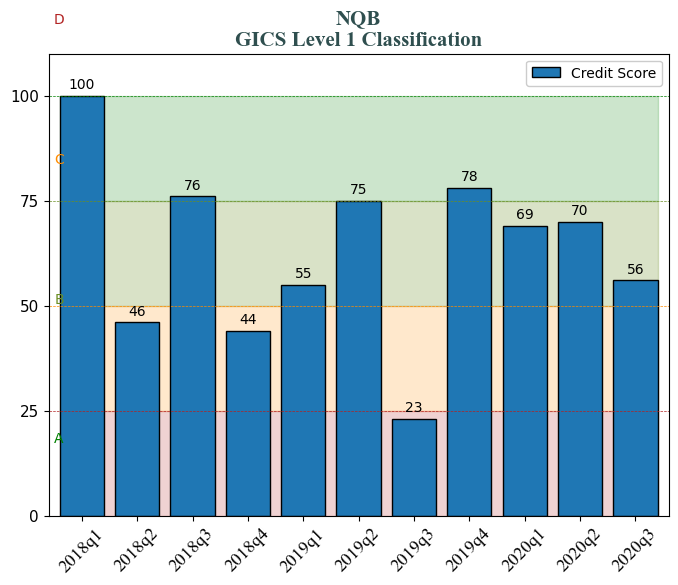 D
NQB
GICS Level 1 Classification
Credit Score
100
75
50
25
0
C
B
A
100
46
76
44
55
75
23
78
69
70
56
2018q1
2018q2
2018q3
2018q4
2019q1
2019q2
2019q3
2019q4
2020q1
2020q2
2020q3